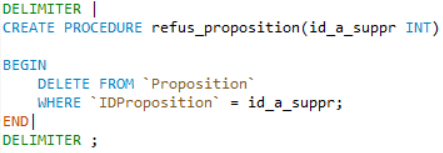 DELIMITER |
CREATE PROCEDURE refus_proposition(id_a_suppr INT)
BEGIN
    DELETE FROM `Proposition`
    WHERE `IDProposition` = id_a_suppr;
END|
DELIMITER ;